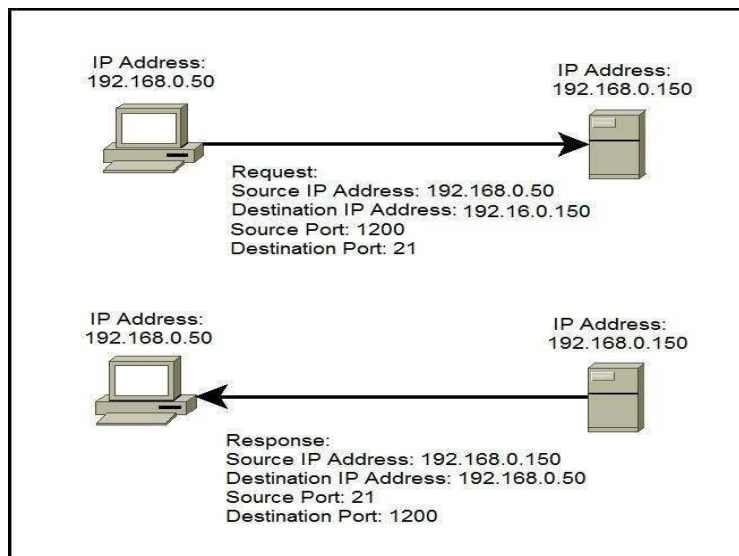 IP Address:
192.168.0.50
IP Address:
192.168.0.150
Request:
Source IP Address: 192.168.0.50
Destination IP Address: 192.16.0.150
Source Port: 1200
Destination Port: 21
IP Address:
192.168.0.50
IP Address:
192.168.0.150
Response:
Source IP Address: 192.168.0.150
Destination IP Address: 192.168.0.50
Source Port: 21
Destination Port: 1200